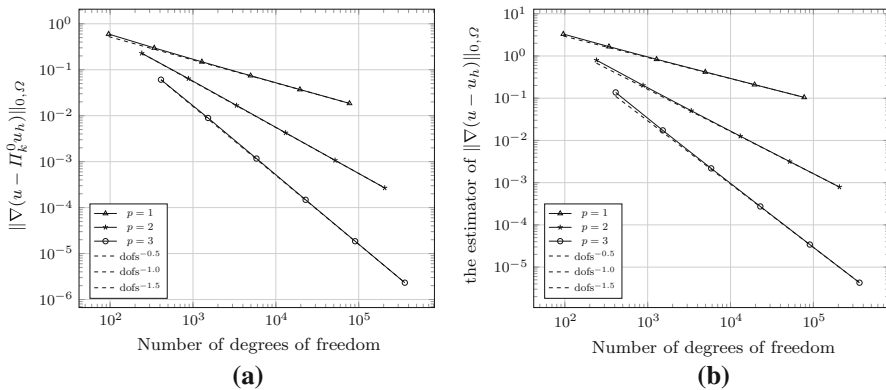 10⁰
10⁻¹
10⁻²
10⁻³
10⁻⁴
10⁻⁵
10⁻⁶
‖∇(u − Π⁰ₖuₕ)‖₀,Ω
p = 1
p = 2
p = 3
dofs⁻⁰·⁵
dofs⁻¹·⁰
dofs⁻¹·⁵
10² 10³ 10⁴ 10⁵
Number of degrees of freedom
(a)
10¹
10⁰
10⁻¹
10⁻²
10⁻³
10⁻⁴
10⁻⁵
the estimator of ‖∇(u − uₕ)‖₀,Ω
p = 1
p = 2
p = 3
dofs⁻⁰·⁵
dofs⁻¹·⁰
dofs⁻¹·⁵
10² 10³ 10⁴ 10⁵
Number of degrees of freedom
(b)